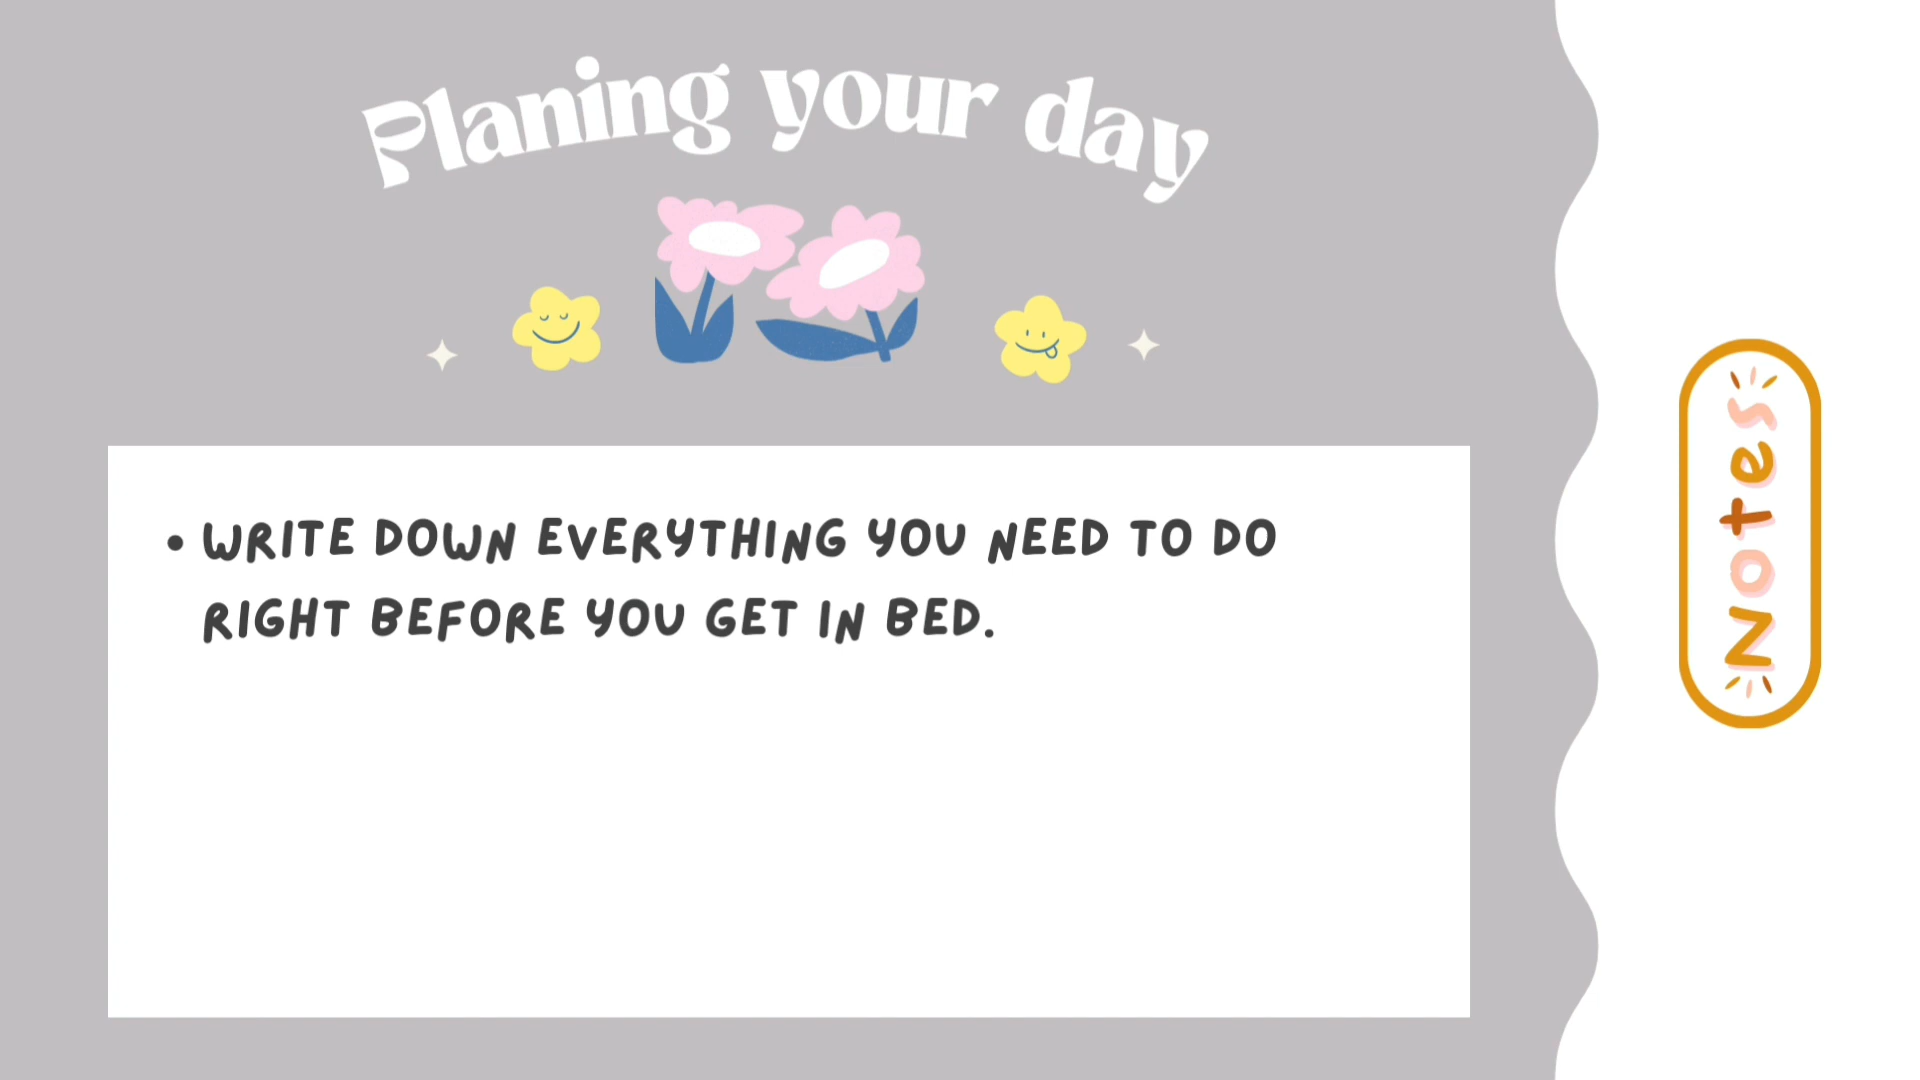 Planing your day
• WRITE DOWN EVERYTHING YOU NEED TO DO
RIGHT BEFORE YOU GET IN BED.
Notes